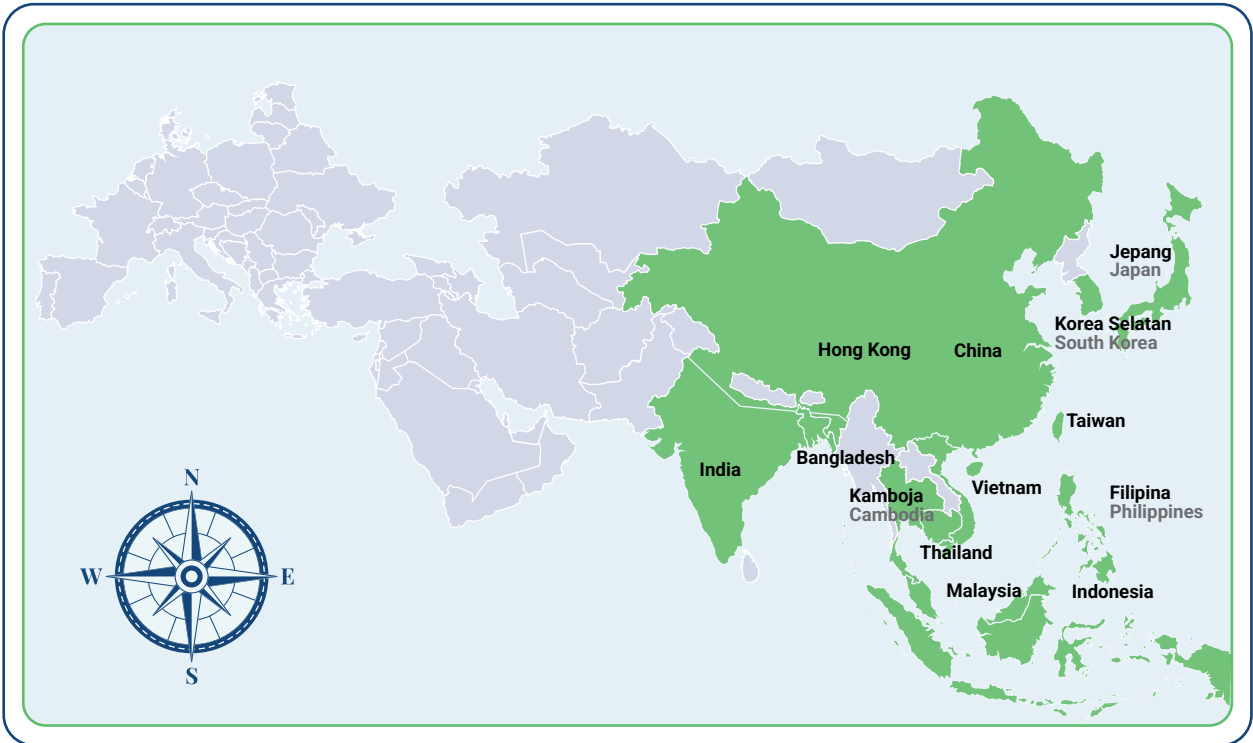 Jepang
Japan
Korea Selatan
South Korea
Hong Kong
China
Taiwan
Bangladesh
India
Vietnam
Kamboja
Cambodia
Filipina
Philippines
Thailand
Malaysia
Indonesia
N
W
E
S